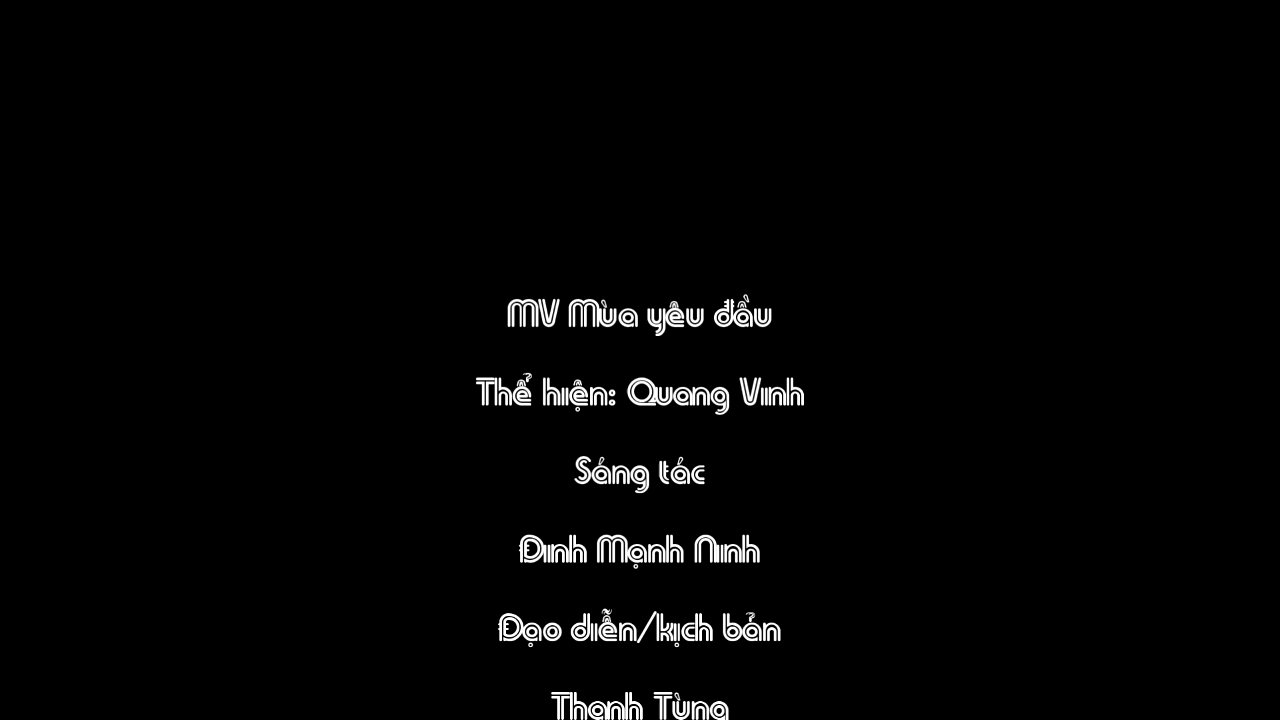 MV Mùa yêu đầu
Thể hiện: Quang Vinh
Sáng tác
Đinh Mạnh Ninh
Đạo diễn/kịch bản
Thanh Tùng